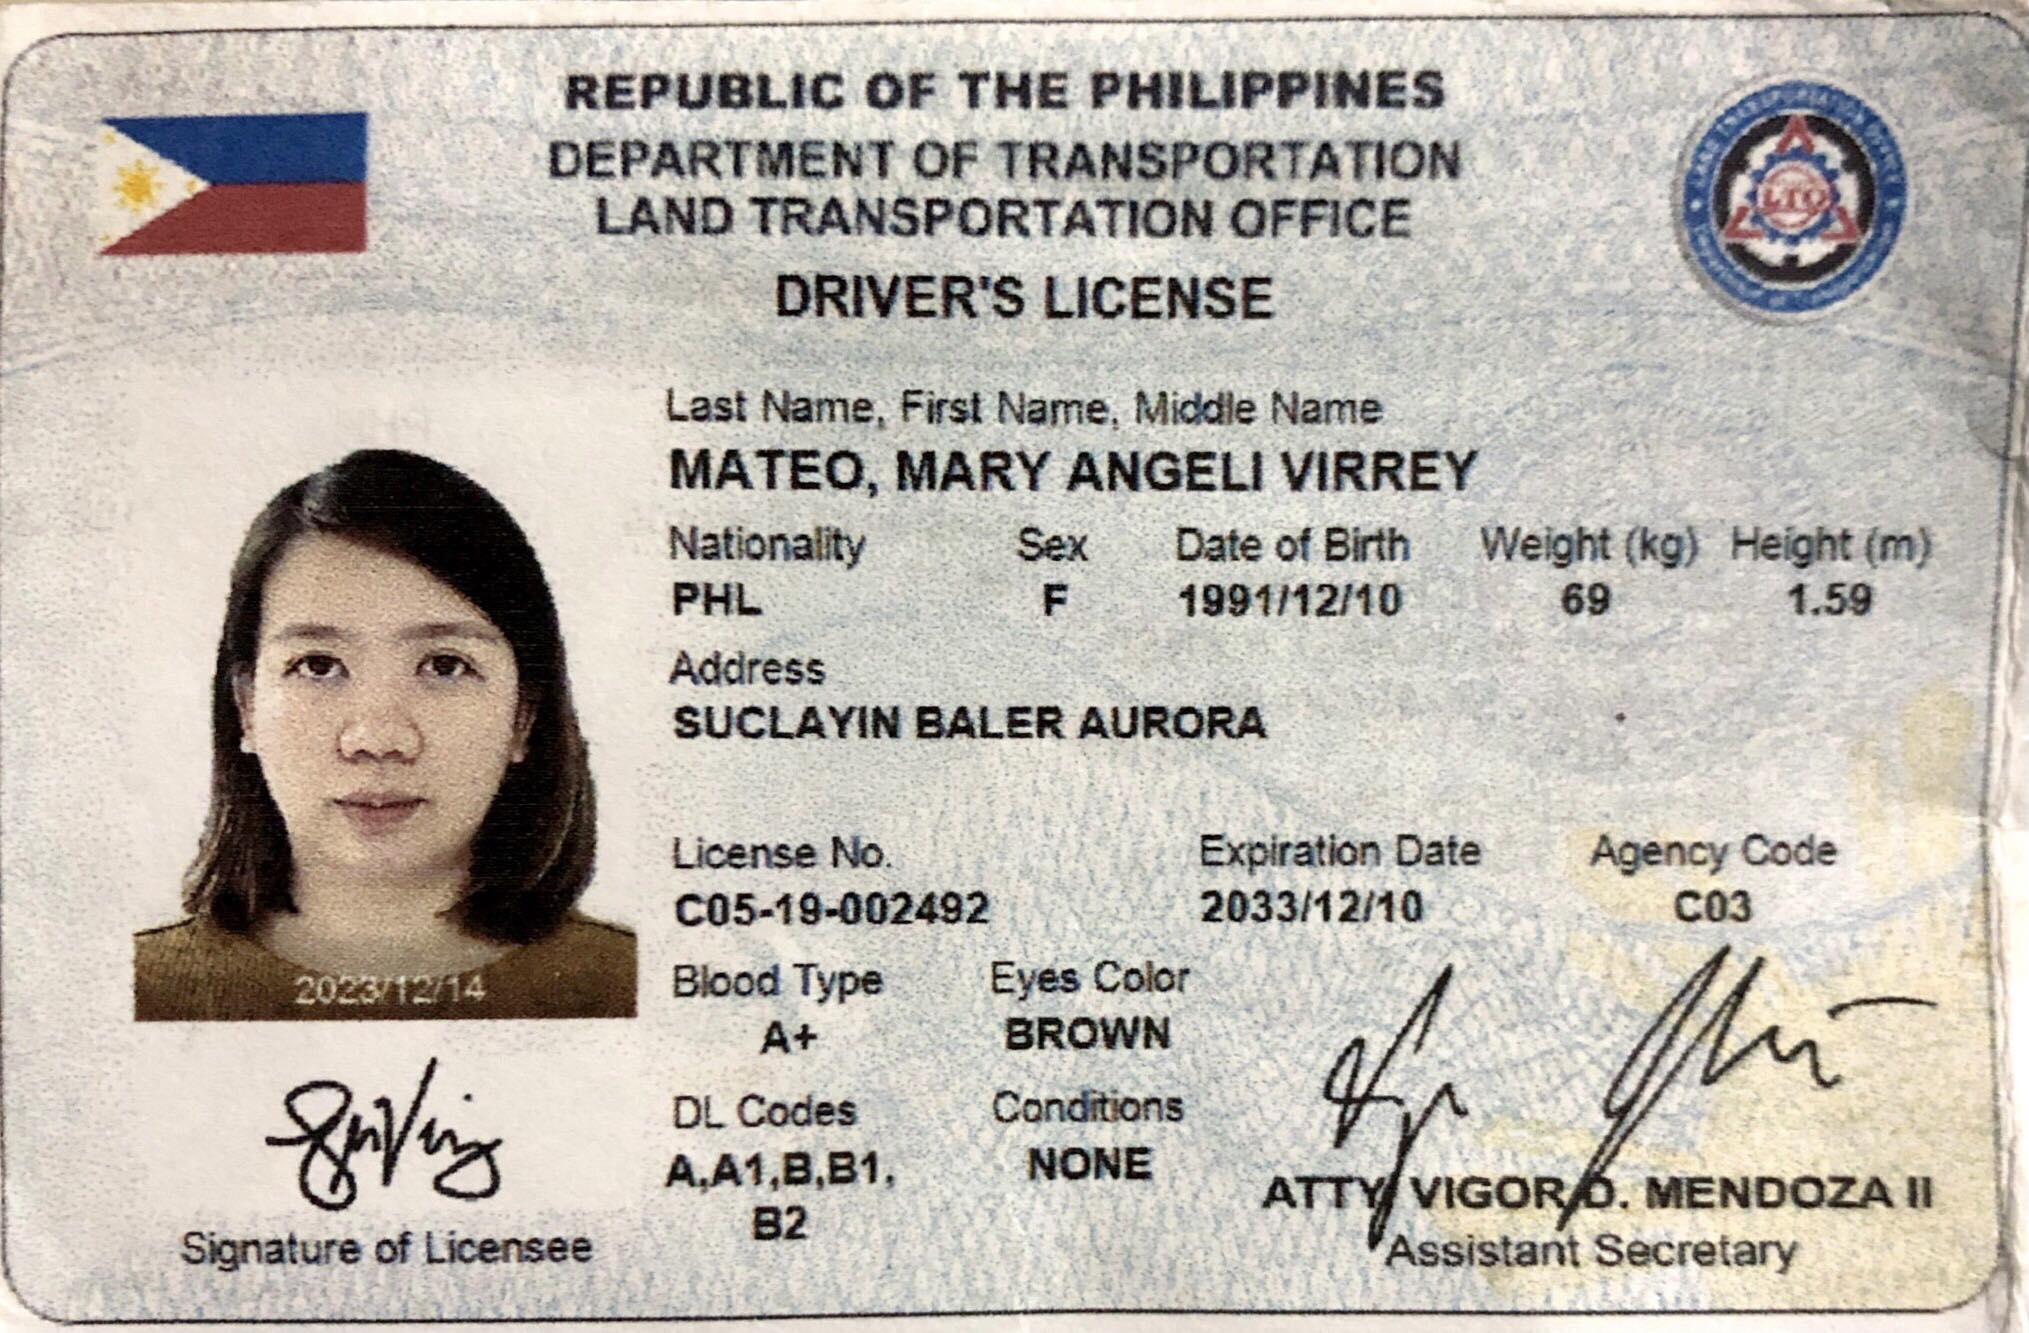 REPUBLIC OF THE PHILIPPINES
DEPARTMENT OF TRANSPORTATION
LAND TRANSPORTATION OFFICE
DRIVER'S LICENSE
LTO
Last Name, First Name, Middle Name
MATEO, MARY ANGELI VIRREY
Nationality Sex Date of Birth Weight (kg) Height (m)
PHL F 1991/12/10 69 1.59
Address
SUCLAYIN BALER AURORA
License No. Expiration Date Agency Code
C05-19-002492 2033/12/10 C03
2023/12/14
Blood Type Eyes Color
A+ BROWN
DL Codes Conditions
A,A1,B,B1, NONE
B2
ATTY VIGOR D. MENDOZA II
Assistant Secretary
Signature of Licensee